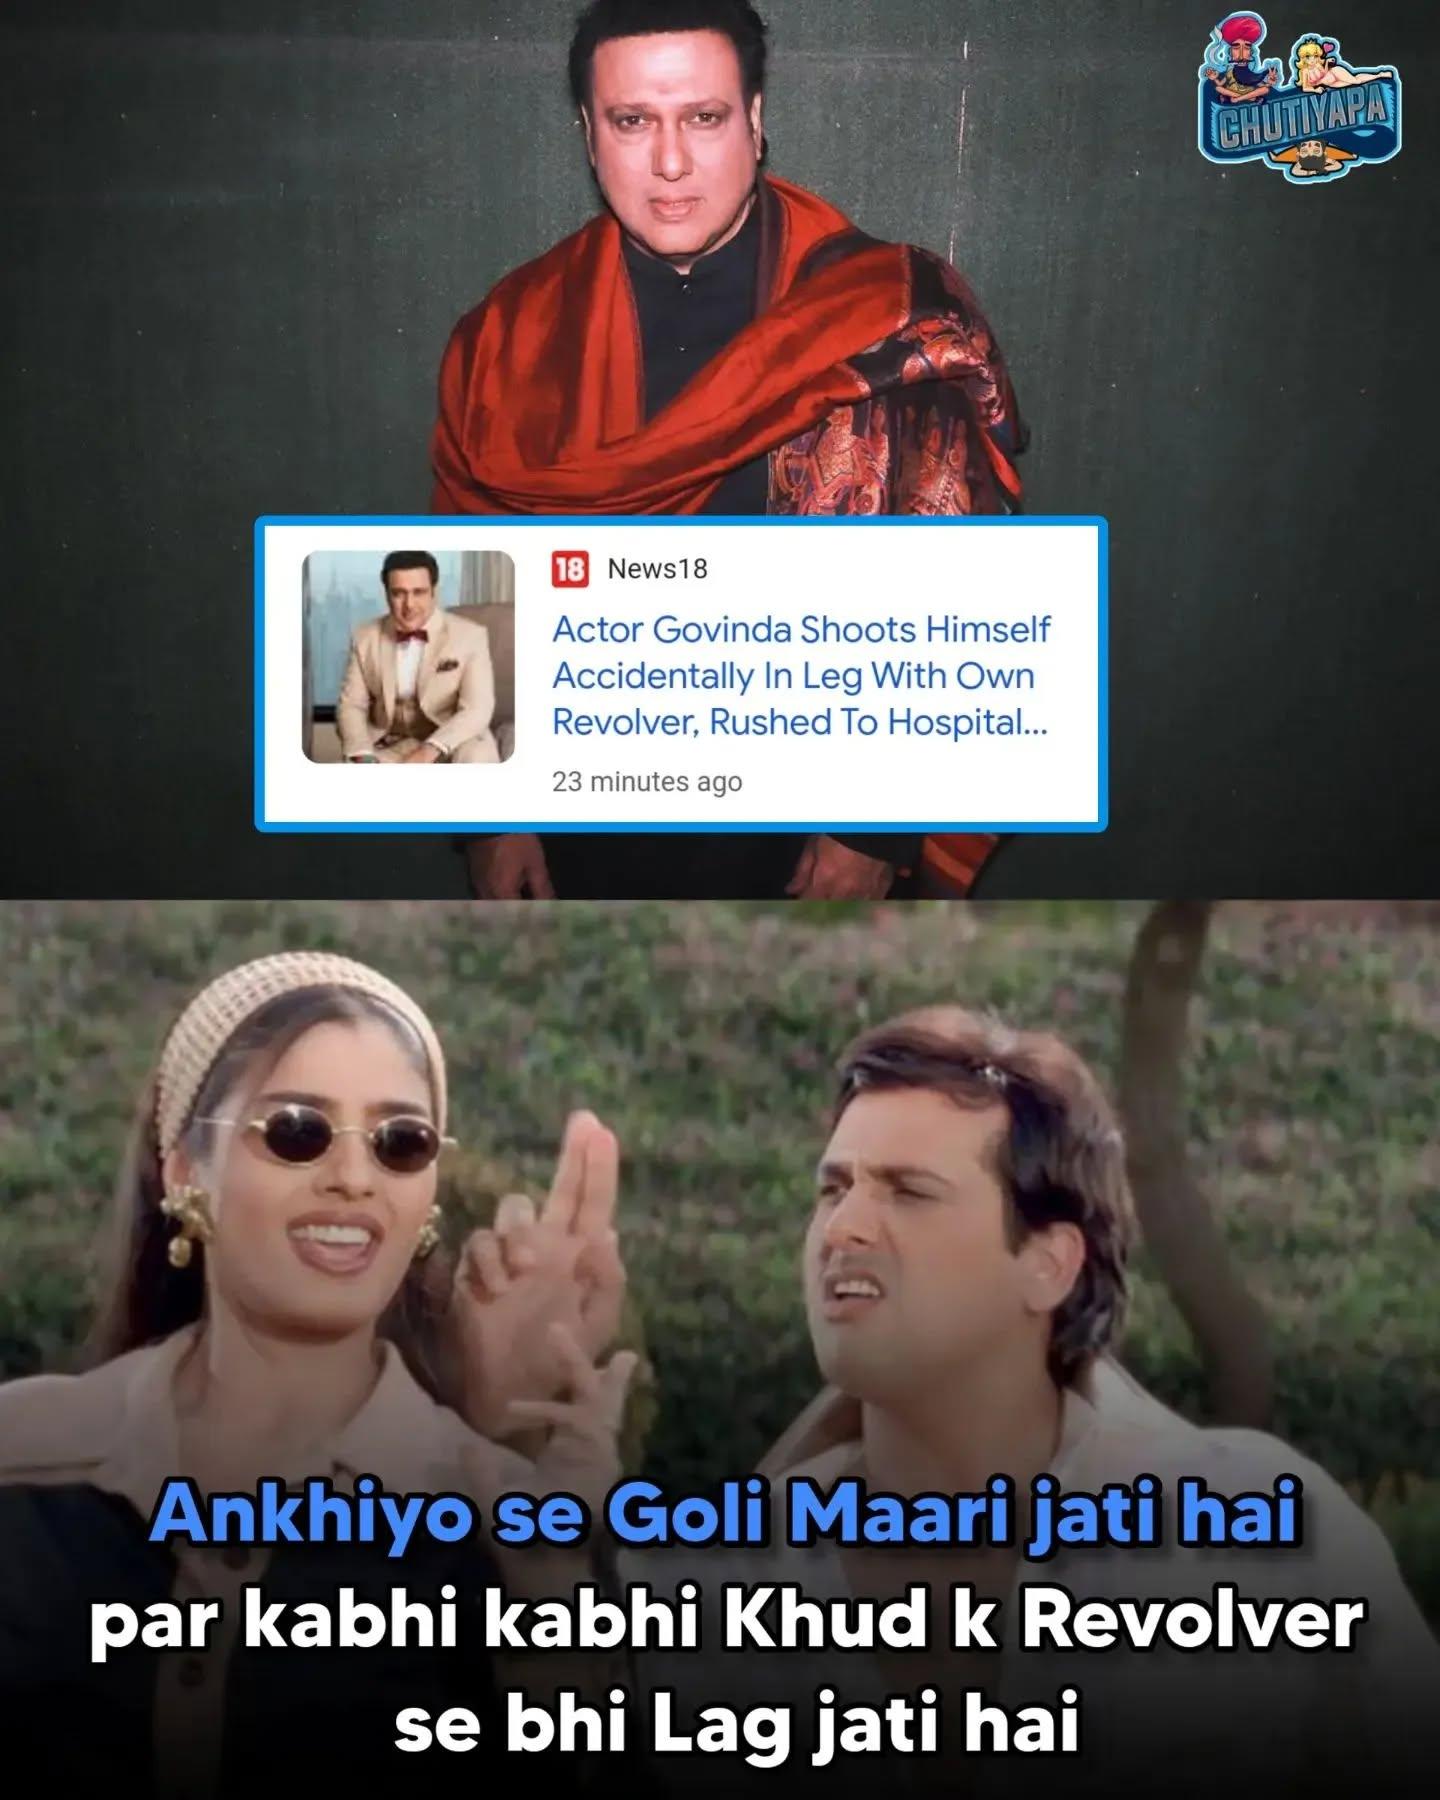 CHUTIYAPA
18 News18
Actor Govinda Shoots Himself
Accidentally In Leg With Own
Revolver, Rushed To Hospital...
23 minutes ago
Ankhiyo se Goli Maari jati hai
par kabhi kabhi Khud k Revolver
se bhi Lag jati hai